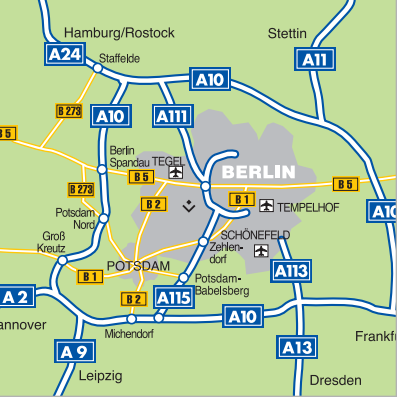 Hamburg/Rostock
Stettin
A24
Staffelde
A11
A10
B 273
A10
A111
B 5
Berlin
Spandau
TEGEL
BERLIN
B 5
B 5
B 273
B 2
B 1
TEMPELHOF
A10
Potsdam
Nord
Groß
Kreutz
SCHÖNEFELD
Zehlen-
dorf
POTSDAM
B 1
A113
Potsdam-
Babelsberg
A 2
B 2
A115
A10
annover
Michendorf
Frankfu
A 9
A13
Leipzig
Dresden